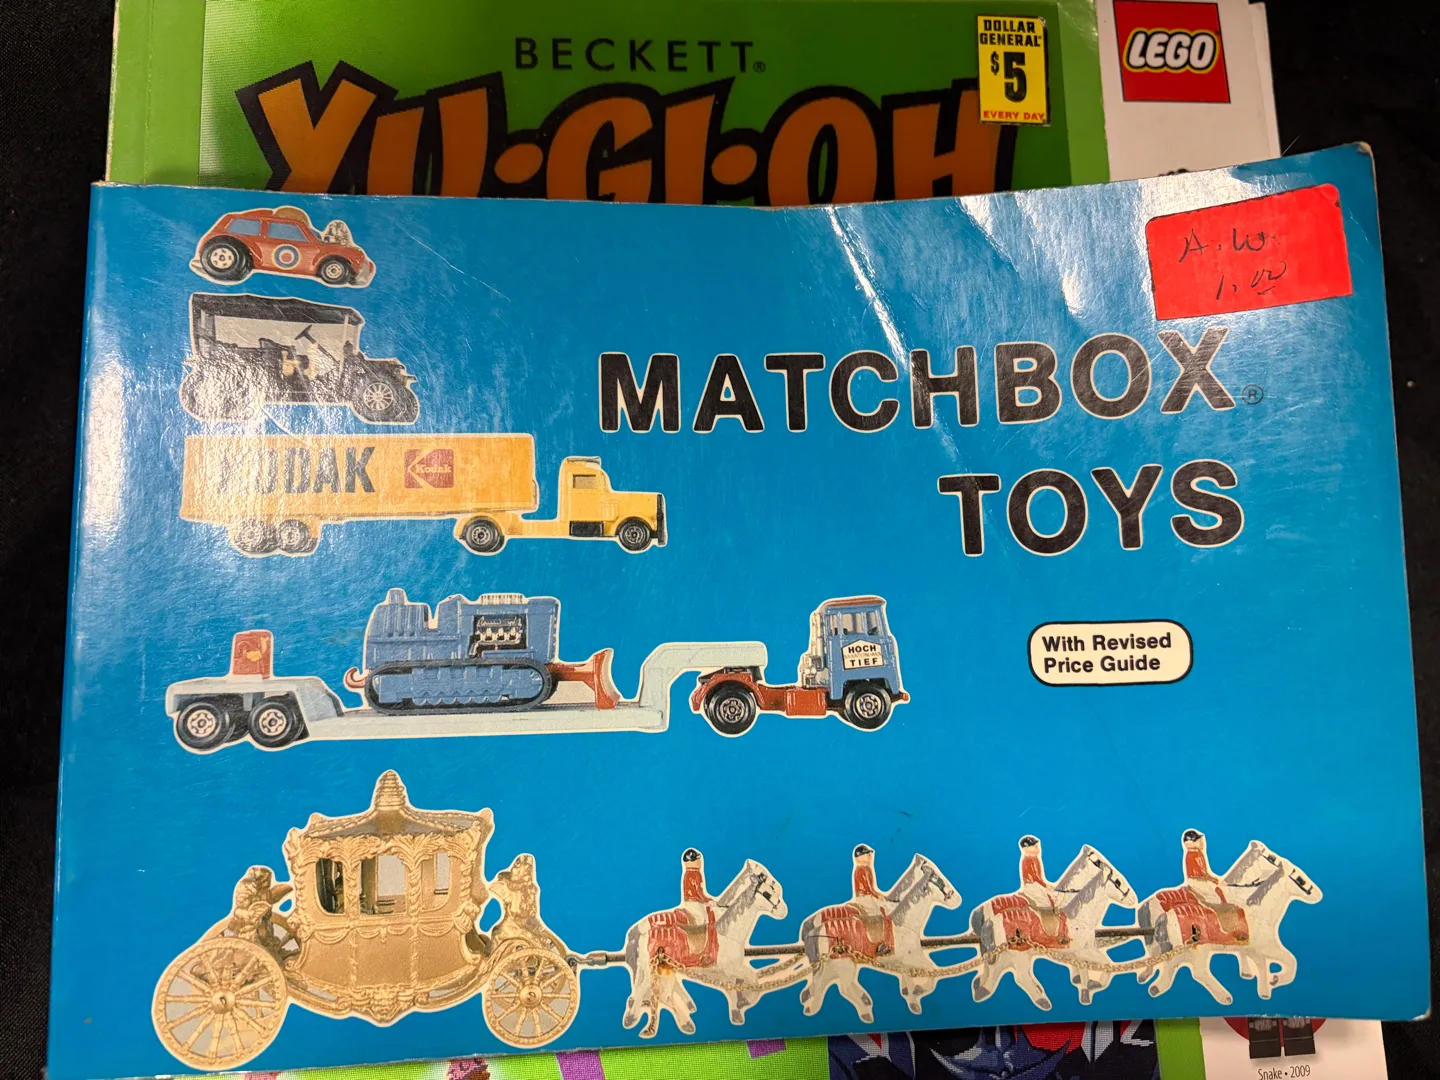 BECKETT®
YU·GI·OH
DOLLAR
GENERAL
$5
EVERY DAY
LEGO
A.W.
1.00
MATCHBOX®
TOYS
With Revised
Price Guide
KODAK
Kodak
HOCH
TIEF
Snake • 2009